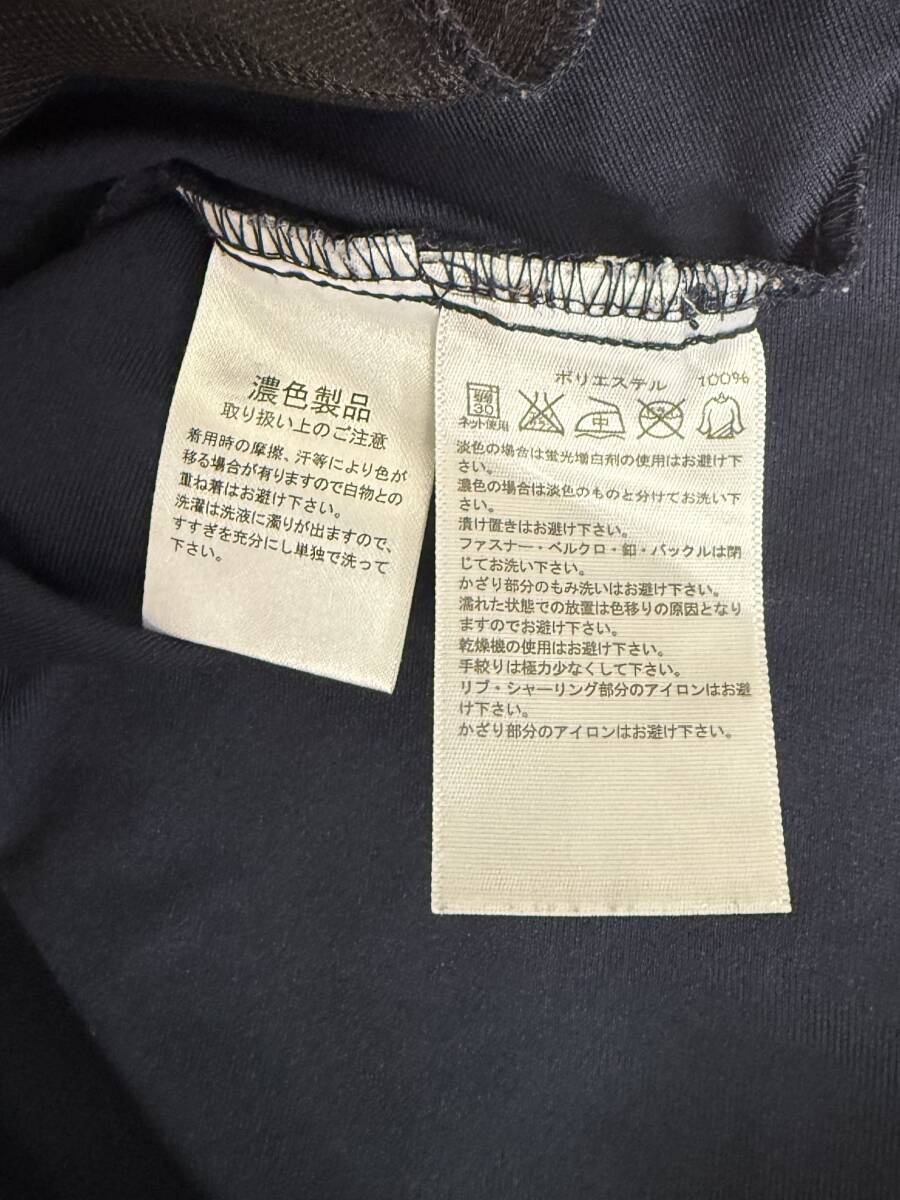 濃色製品
取り扱い上のご注意
着用時の摩擦、汗等により色が
移る場合が有りますので白物との
重ね着はお避け下さい。
洗濯は洗液に濁りが出ますので、
すすぎを充分にし単独で洗って
下さい。
ポリエステル 100%
弱 30 中
ネット使用
淡色の場合は蛍光増白剤の使用はお避け下
さい。
濃色の場合は淡色のものと分けてお洗い下
さい。
漬け置きはお避け下さい。
ファスナー・ベルクロ・釦・バックルは閉
じてお洗い下さい。
かざり部分のもみ洗いはお避け下さい。
濡れた状態での放置は色移りの原因となり
ますのでお避け下さい。
乾燥機の使用はお避け下さい。
手絞りは極力少なくして下さい。
リブ・シャーリング部分のアイロンはお避
け下さい。
かざり部分のアイロンはお避け下さい。